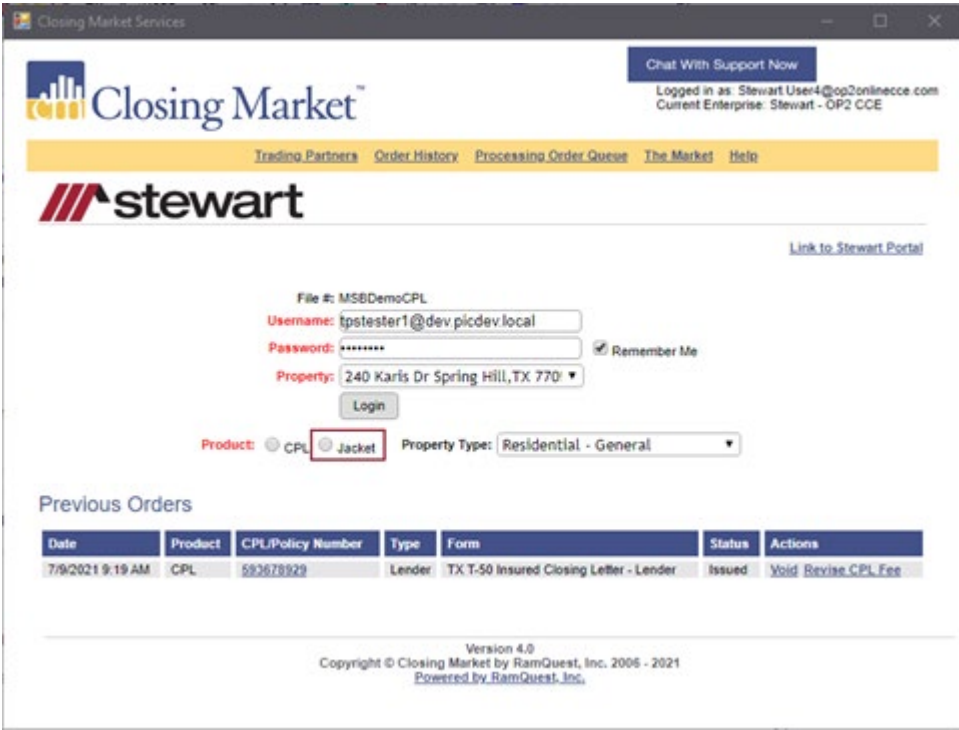 Closing Market Services
Chat With Support Now
cm Closing Market™
Logged in as: Stewart.User4@op2onlinecce.com
Current Enterprise: Stewart - OP2 CCE
Trading Partners Order History Processing Order Queue The Market Help
stewart
Link to Stewart Portal
File #: MSBDemoCPL
Username: tpstester1@dev.picdev.local
Password: ••••••••
Remember Me
Property: 240 Karis Dr Spring Hill,TX 770
Login
Product: CPL Jacket Property Type: Residential - General
Previous Orders
Date Product CPL/Policy Number Type Form Status Actions
7/9/2021 9:19 AM CPL 593678929 Lender TX T-50 Insured Closing Letter - Lender Issued Void Revise CPL Fee
Version 4.0
Copyright © Closing Market by RamQuest, Inc. 2006 - 2021
Powered by RamQuest, Inc.